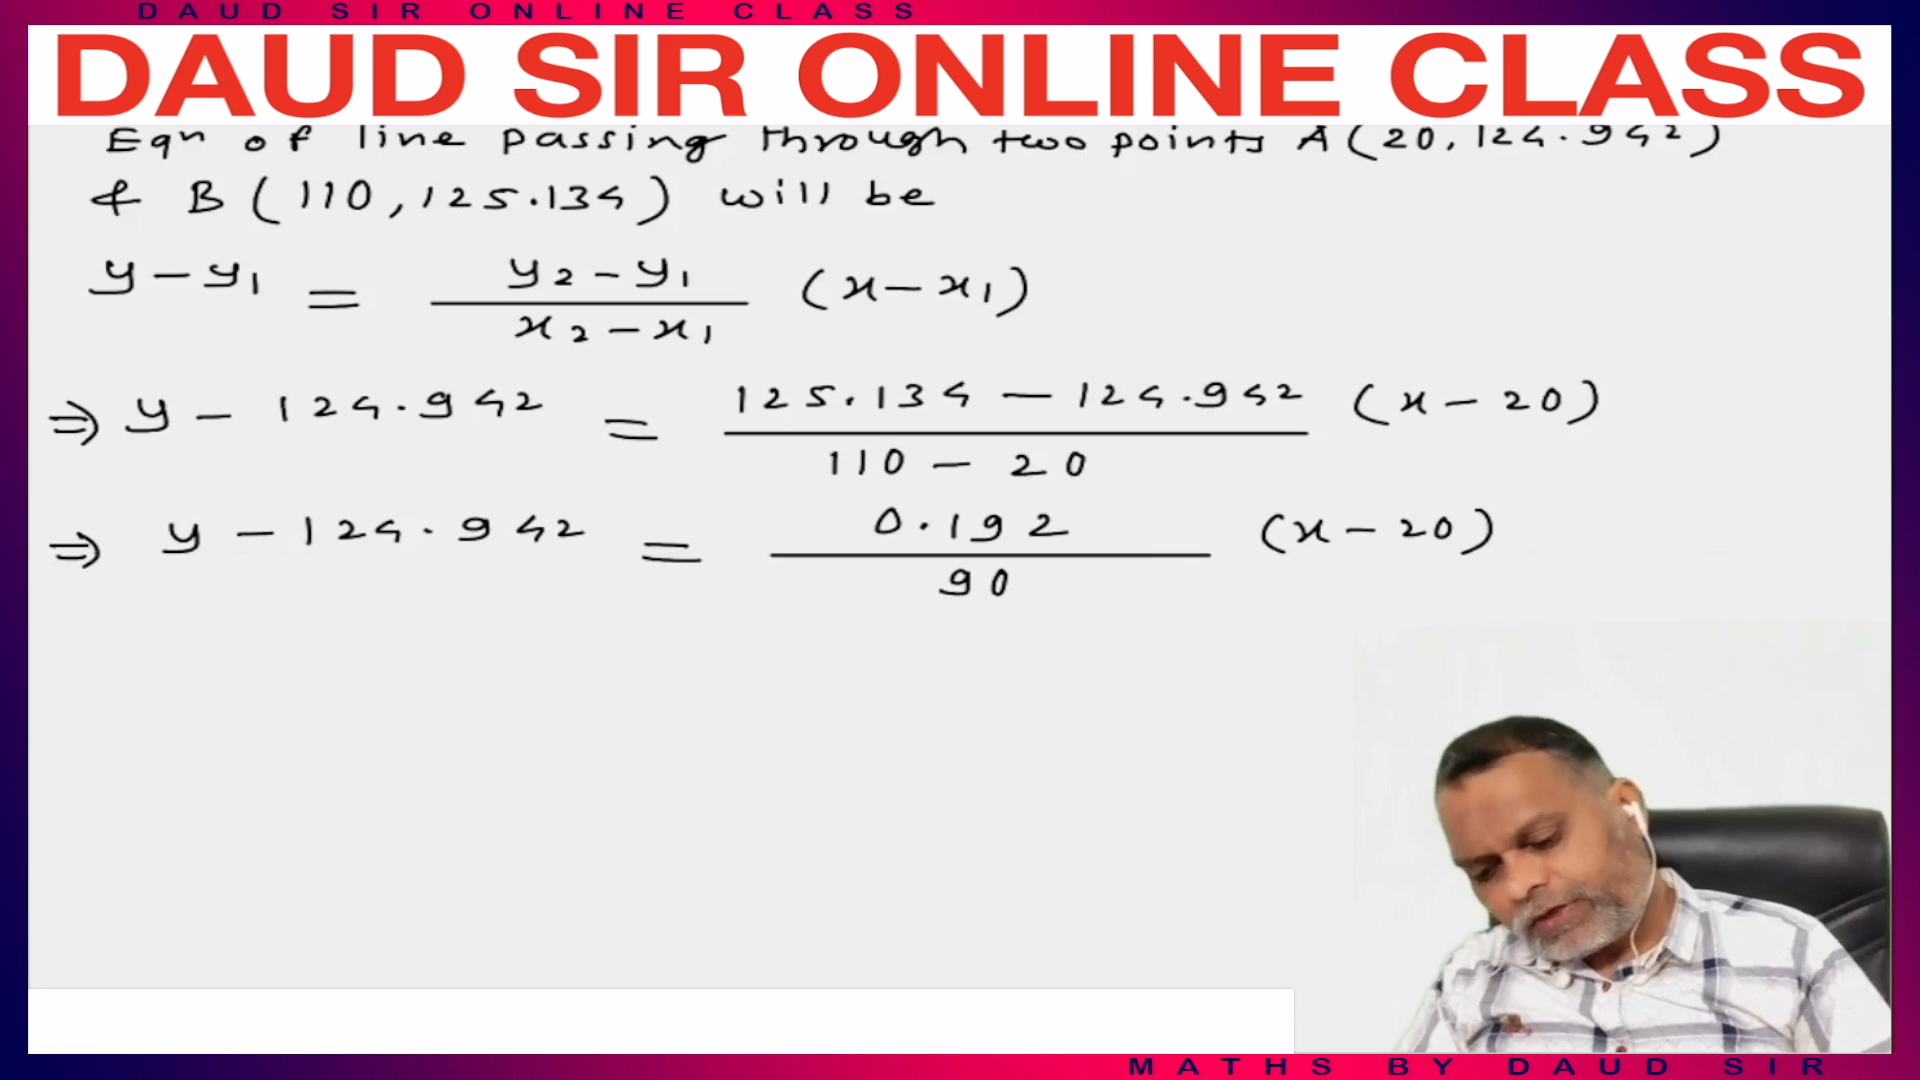 DAUD SIR ONLINE CLASS
DAUD SIR ONLINE CLASS
Eqn of line passing through two points A(20,124.942)
& B(110,125.134) will be
y-y1 = y2-y1/x2-x1 (x-x1)
⇒ y-124.942 = 125.134-124.942/110-20 (x-20)
⇒ y-124.942 = 0.192/90 (x-20)
MATHS BY DAUD SIR